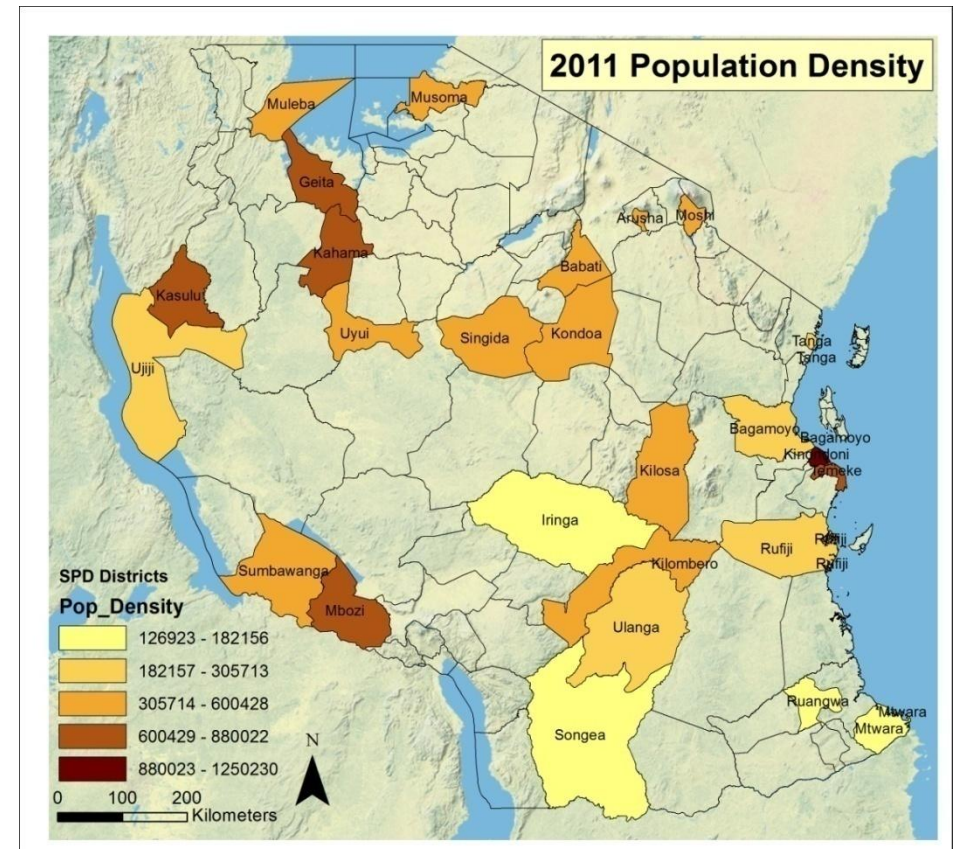 2011 Population Density
Muleba
Musoma
Geita
Arusha
Moshi
Kahama
Babati
Kasulu
Uyui
Singida
Kondoa
Tanga
Tanga
Ujiji
Bagamoyo
Bagamoyo
Kinondoni
Temeke
Kilosa
Iringa
Rufiji
Rufiji
Rufiji
Kilombero
Sumbawanga
Mbozi
Ulanga
Ruangwa
Mtwara
Mtwara
Songea
SPD Districts
Pop_Density
126923 - 182156
182157 - 305713
305714 - 600428
600429 - 880022
880023 - 1250230
N
0 100 200
Kilometers